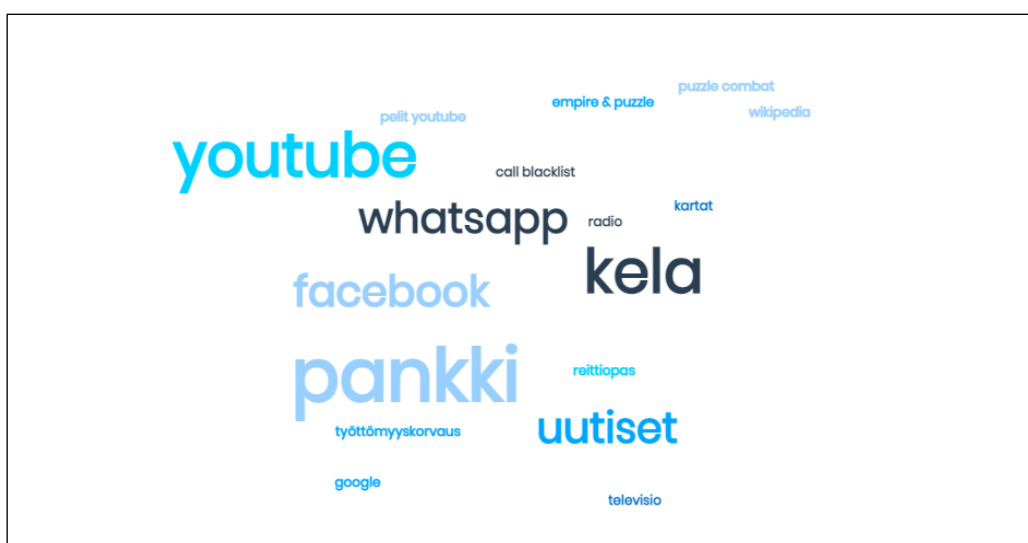 puzzle combat
empire & puzzle
wikipedia
pelit youtube
youtube
call blacklist
kartat
whatsapp
radio
kela
facebook
pankki
reittiopas
uutiset
työttömyyskorvaus
google
televisio